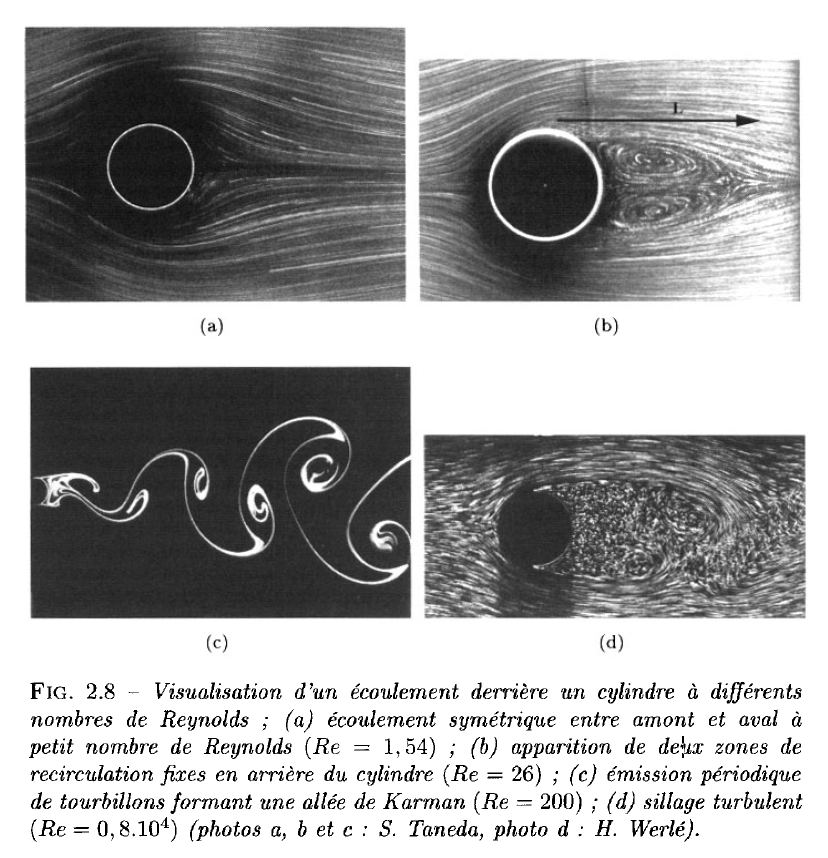 L
(a)
(b)
(c)
(d)
FIG. 2.8 – Visualisation d'un écoulement derrière un cylindre à différents
nombres de Reynolds ; (a) écoulement symétrique entre amont et aval à
petit nombre de Reynolds (Re = 1,54) ; (b) apparition de deux zones de
recirculation fixes en arrière du cylindre (Re = 26) ; (c) émission périodique
de tourbillons formant une allée de Karman (Re = 200) ; (d) sillage turbulent
(Re = 0,8.10⁴) (photos a, b et c : S. Taneda, photo d : H. Werlé).